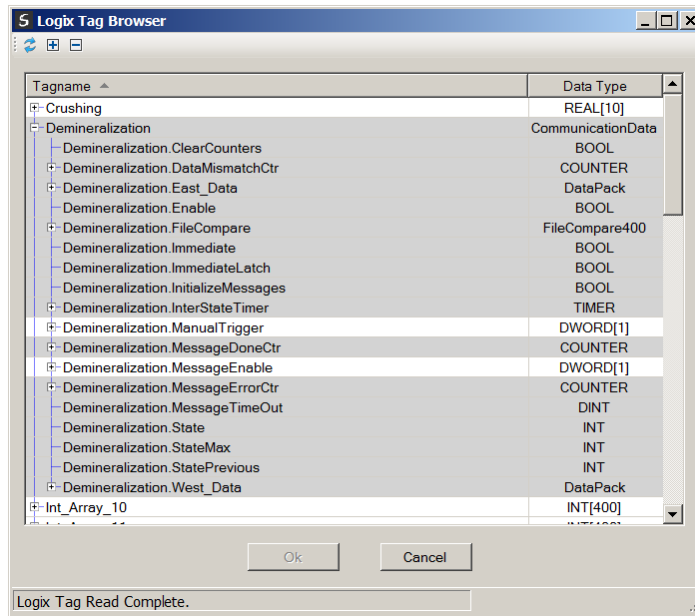 S Logix Tag Browser
Tagname Data Type
Crushing REAL[10]
Demineralization CommunicationData
Demineralization.ClearCounters BOOL
Demineralization.DataMismatchCtr COUNTER
Demineralization.East_Data DataPack
Demineralization.Enable BOOL
Demineralization.FileCompare FileCompare400
Demineralization.Immediate BOOL
Demineralization.ImmediateLatch BOOL
Demineralization.InitializeMessages BOOL
Demineralization.InterStateTimer TIMER
Demineralization.ManualTrigger DWORD[1]
Demineralization.MessageDoneCtr COUNTER
Demineralization.MessageEnable DWORD[1]
Demineralization.MessageErrorCtr COUNTER
Demineralization.MessageTimeOut DINT
Demineralization.State INT
Demineralization.StateMax INT
Demineralization.StatePrevious INT
Demineralization.West_Data DataPack
Int_Array_10 INT[400]
Ok Cancel
Logix Tag Read Complete.